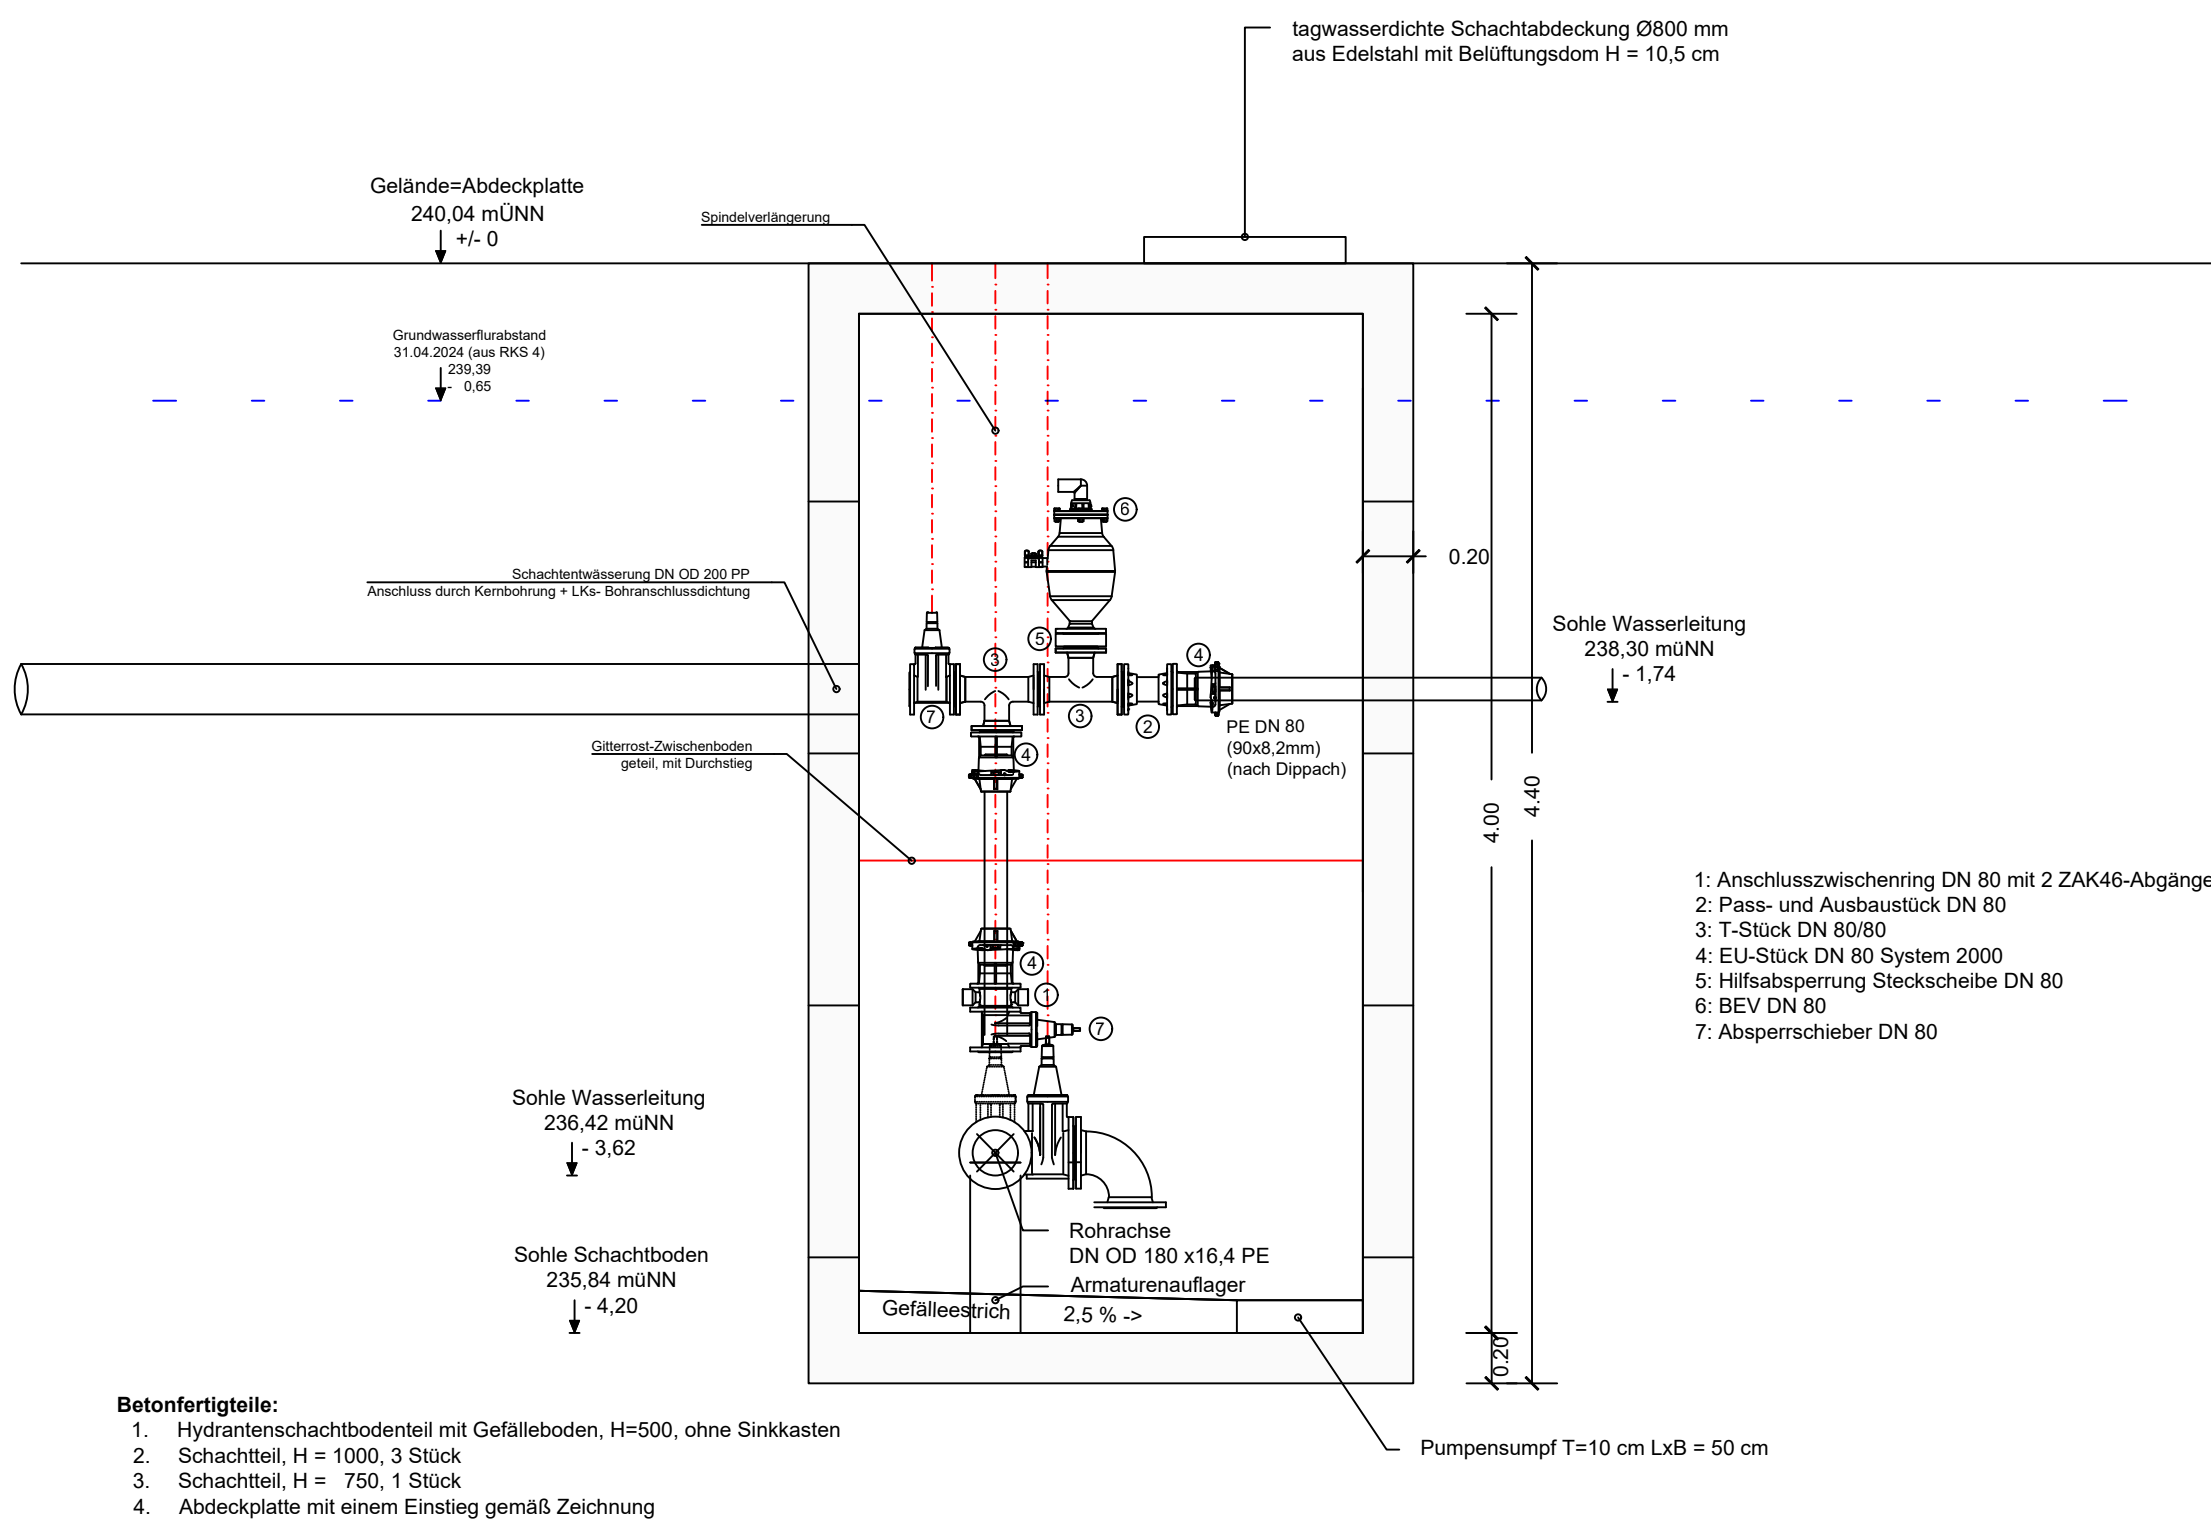 tagwasserdichte Schachtabdeckung Ø800 mm
aus Edelstahl mit Belüftungsdom H = 10,5 cm
Gelände=Abdeckplatte
240,04 mÜNN
+/- 0
Spindelverlängerung
Grundwasserflurabstand
31.04.2024 (aus RKS 4)
239,39
- 0,65
6
0.20
Schachtentwässerung DN OD 200 PP
Anschluss durch Kernbohrung + LKs- Bohranschlussdichtung
Sohle Wasserleitung
238,30 müNN
- 1,74
5
3
4
7
3
2
PE DN 80
(90x8,2mm)
(nach Dippach)
Gitterrost-Zwischenboden
geteil, mit Durchstieg
4
4.00
4.40
1: Anschlusszwischenring DN 80 mit 2 ZAK46-Abgänge
2: Pass- und Ausbaustück DN 80
3: T-Stück DN 80/80
4: EU-Stück DN 80 System 2000
5: Hilfsabsperrung Steckscheibe DN 80
6: BEV DN 80
7: Absperrschieber DN 80
4
1
7
Sohle Wasserleitung
236,42 müNN
- 3,62
Rohrachse
DN OD 180 x16,4 PE
Armaturenauflager
Sohle Schachtboden
235,84 müNN
- 4,20
Gefälleestrich
2,5 % ->
0.20
Betonfertigteile:
1. Hydrantenschachtbodenteil mit Gefälleboden, H=500, ohne Sinkkasten
2. Schachtteil, H = 1000, 3 Stück
3. Schachtteil, H = 750, 1 Stück
4. Abdeckplatte mit einem Einstieg gemäß Zeichnung
Pumpensumpf T=10 cm LxB = 50 cm